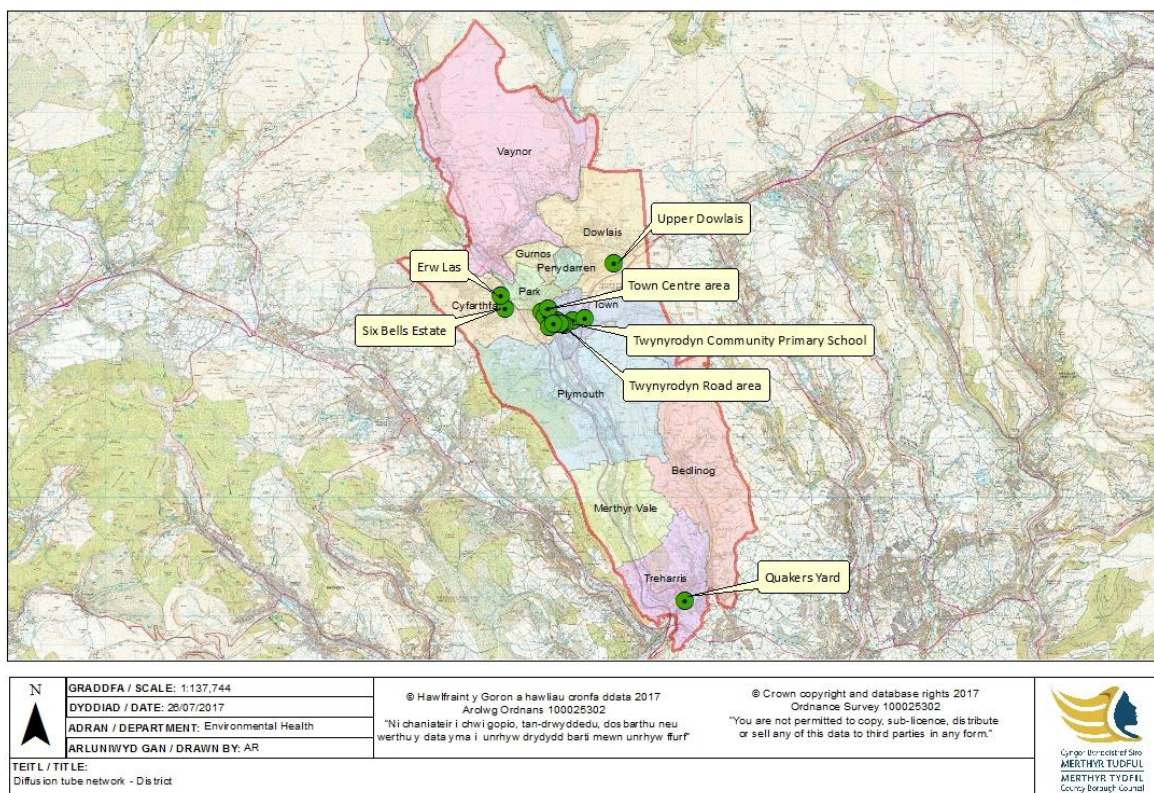 Vaynor
Dowlais
Upper Dowlais
Gurnos
Penydarren
Erw Las
Park
Town Centre area
Cyfarthfa
Town
Six Bells Estate
Twynyrodyn Community Primary School
Twynyrodyn Road area
Plymouth
Bedlinog
Merthyr Vale
Treharris
Quakers Yard
N
GRADDFA / SCALE: 1:137,744
DYDDIAD / DATE: 26/07/2017
ADRAN / DEPARTMENT: Environmental Health
ARLUNIWYD GAN / DRAWN BY: AR
TEITL / TITLE:
Diffusion tube network - District
© Hawlfraint y Goron a hawliau cronfa ddata 2017
Arolwg Ordnans 100025302
"Ni chaniateir i chwi gopio, tan-drwyddedu, dosbarthu neu
werthu y data yma i unrhyw drydydd barti mewn unrhyw ffurf"
© Crown copyright and database rights 2017
Ordnance Survey 100025302
"You are not permitted to copy, sub-licence, distribute
or sell any of this data to third parties in any form."
Cyngor Bwrdeistref Sirol
MERTHYR TUDFUL
MERTHYR TYDFIL
County Borough Council